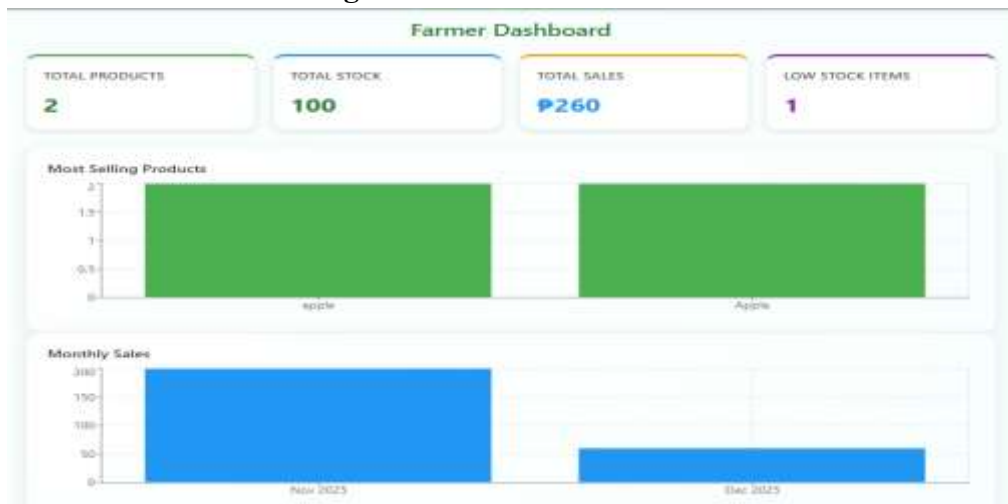 Farmer Dashboard
TOTAL PRODUCTS
2
TOTAL STOCK
100
TOTAL SALES
₱260
LOW STOCK ITEMS
1
Most Selling Products
2
1.5
1
0.5
0
apple
Apple
Monthly Sales
200
150
100
50
0
Nov 2025
Dec 2025